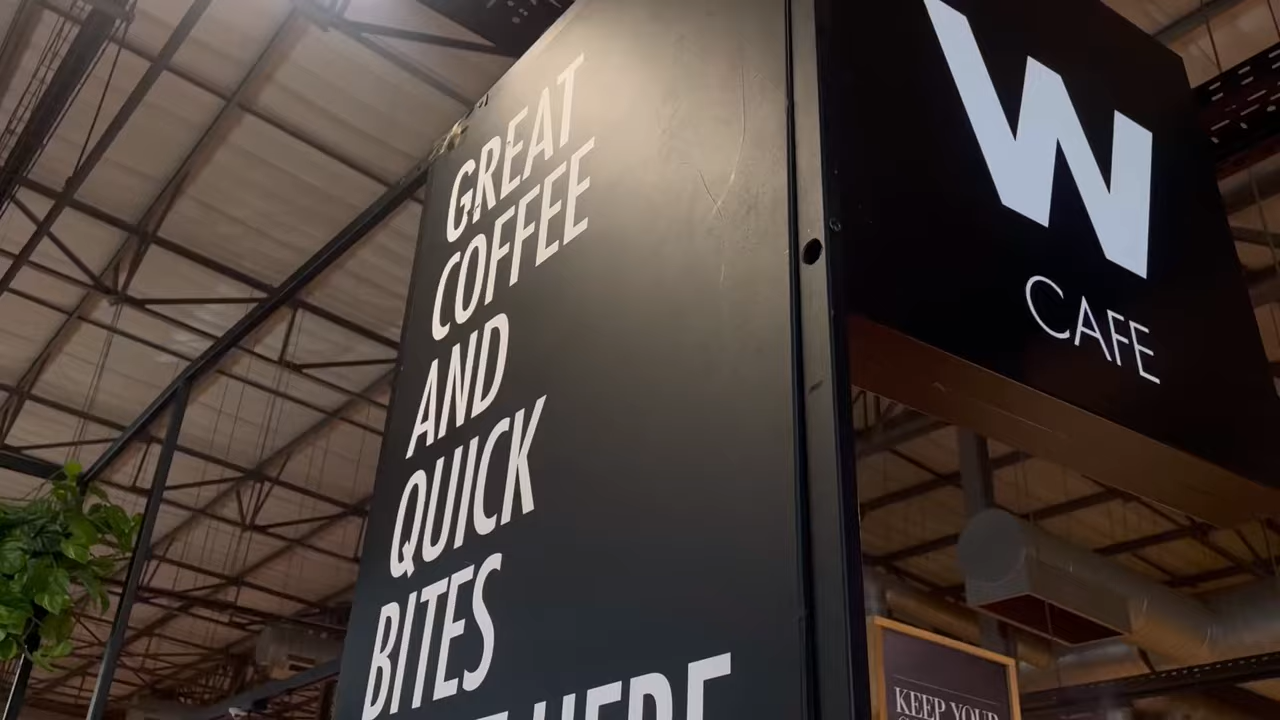 GREAT
COFFEE
AND
QUICK
BITES
HERE
W
CAFE
KEEP YOUR